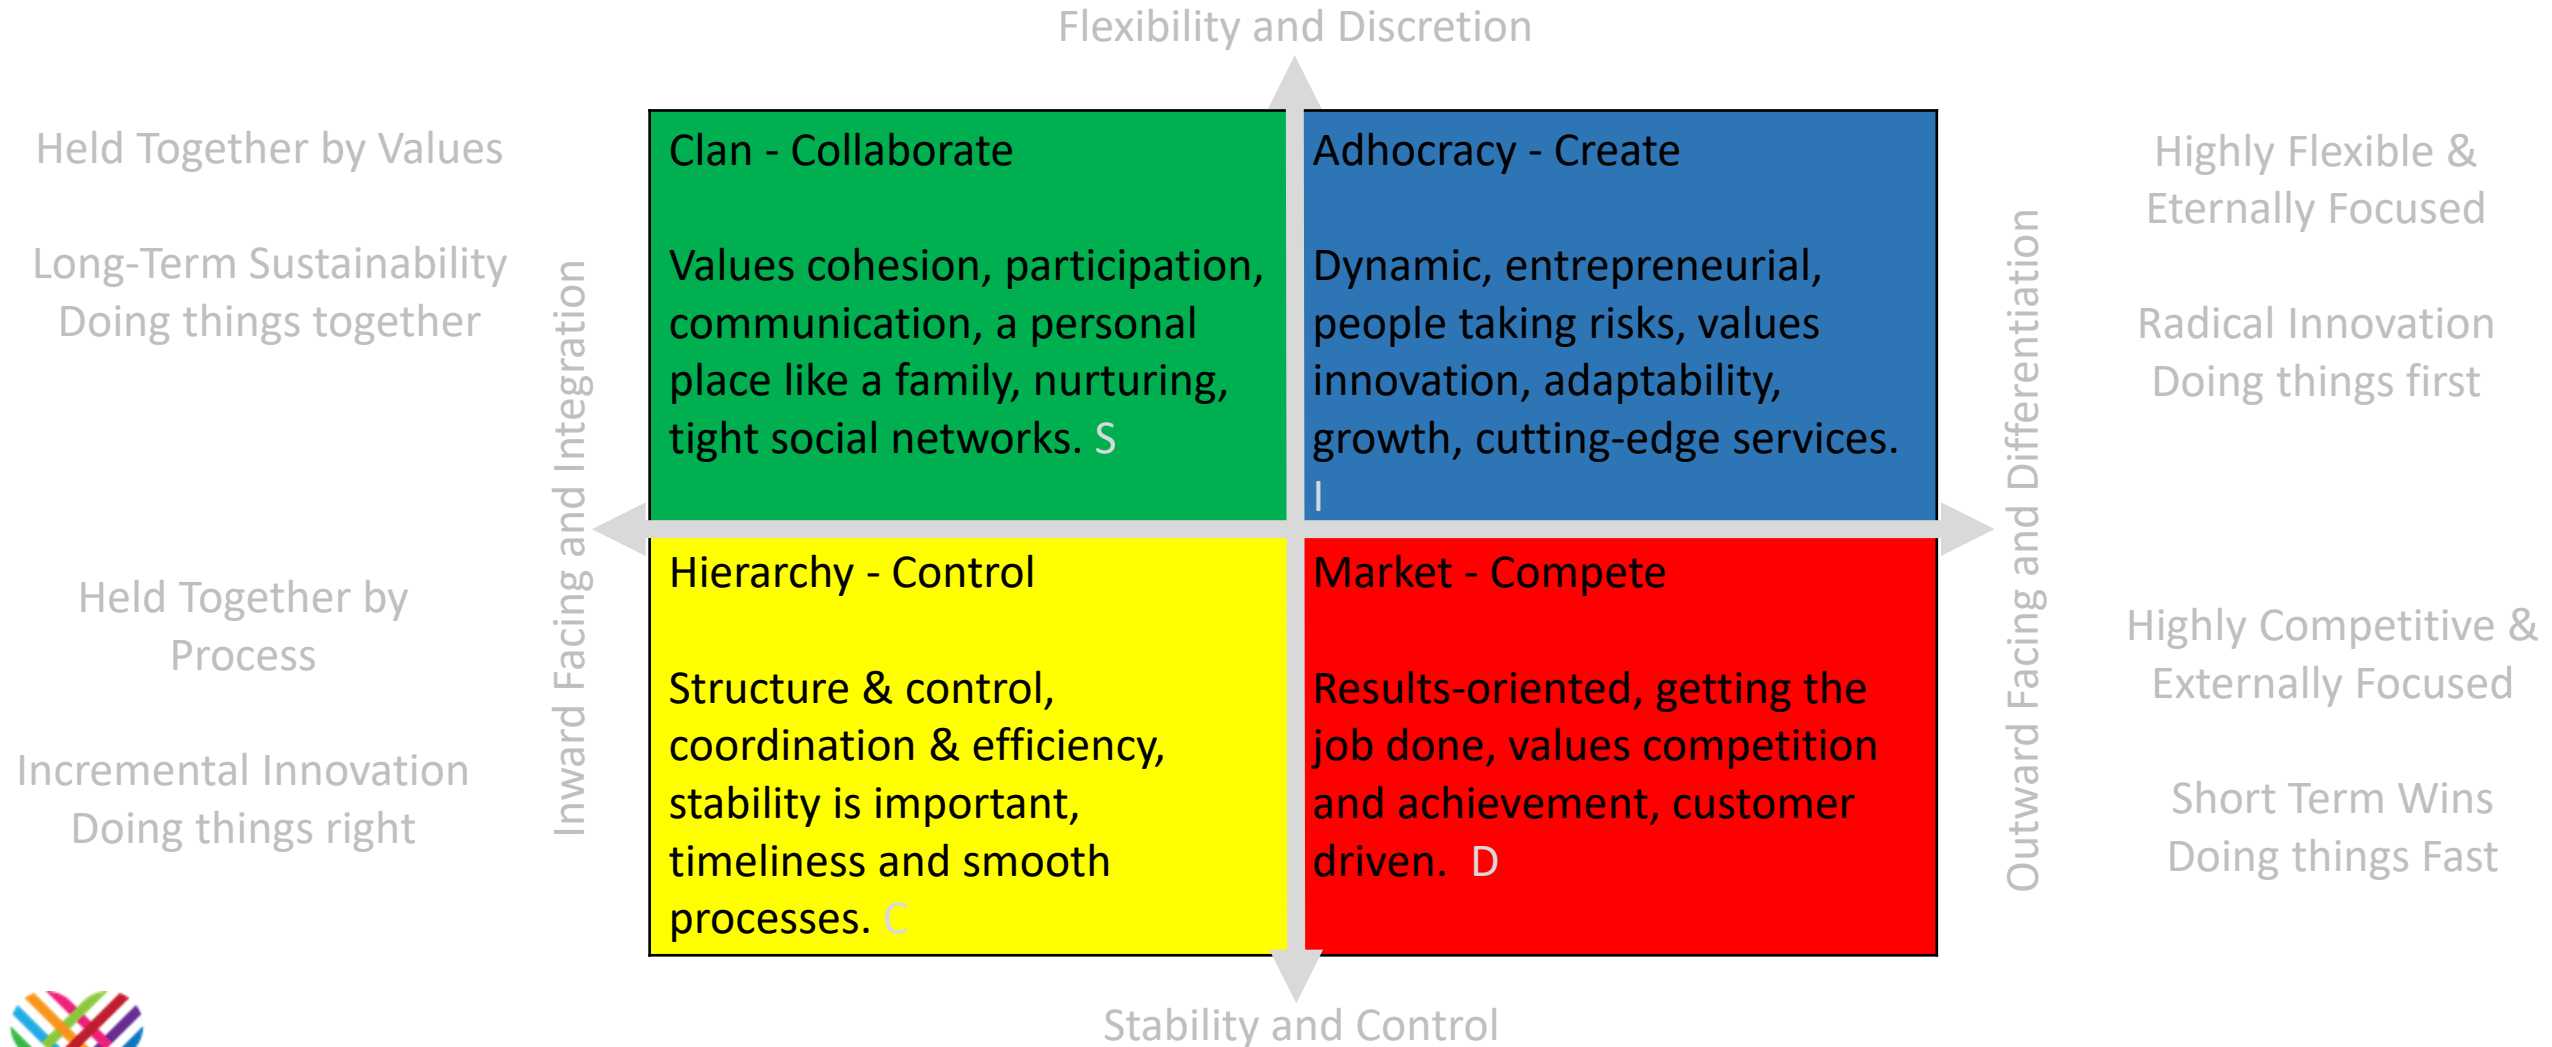 Flexibility and Discretion
Held Together by Values
Long-Term Sustainability
Doing things together
Inward Facing and Integration
Held Together by
Process
Incremental Innovation
Doing things right
Clan - Collaborate
Values cohesion, participation,
communication, a personal
place like a family, nurturing,
tight social networks. S
Adhocracy - Create
Dynamic, entrepreneurial,
people taking risks, values
innovation, adaptability,
growth, cutting-edge services.
I
Hierarchy - Control
Structure & control,
coordination & efficiency,
stability is important,
timeliness and smooth
processes. C
Market - Compete
Results-oriented, getting the
job done, values competition
and achievement, customer
driven. D
Outward Facing and Differentiation
Highly Flexible &
Eternally Focused
Radical Innovation
Doing things first
Highly Competitive &
Externally Focused
Short Term Wins
Doing things Fast
Stability and Control